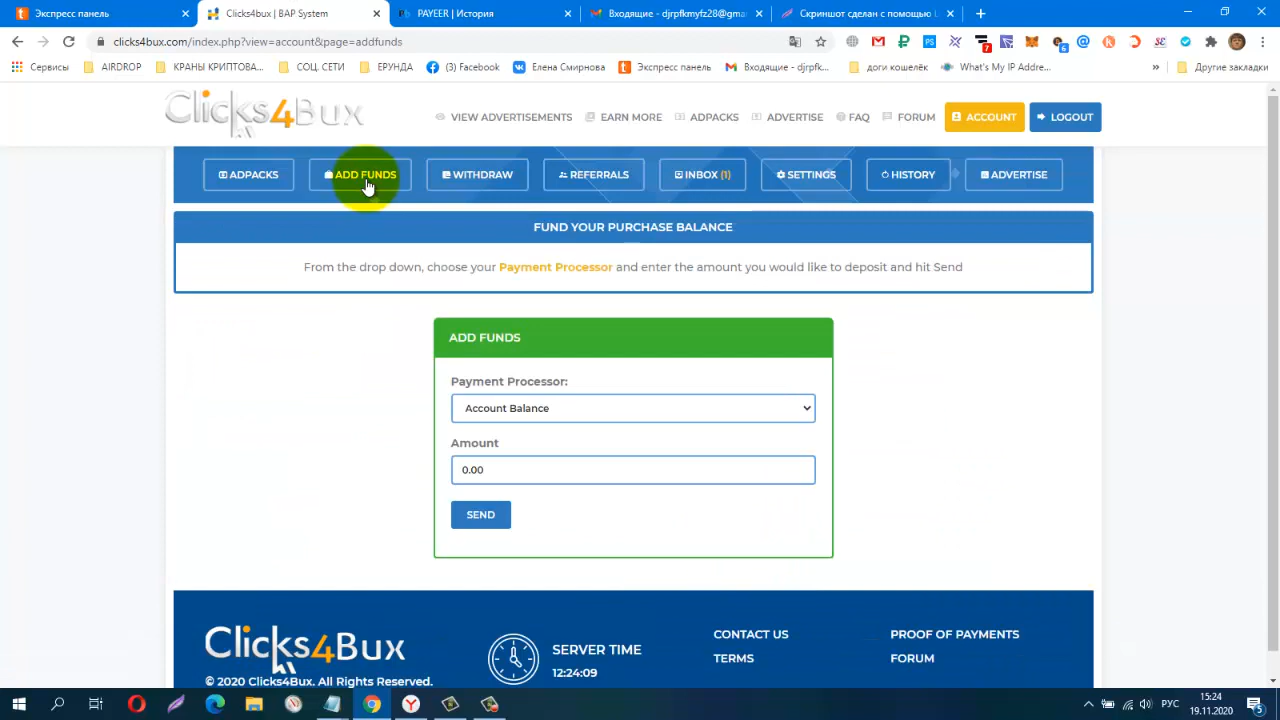 Экспресс панель
Clicks4bux | BAP System
PAYEER | История
Входящие - djrpfkmyfz28@gma
Скриншот сделан с помощью L
clicks4bux.com/index.php?view=account&page=addfunds
Сервисы
AIRDROP
КРАНЫ КРИПТОВА...
СОЦ. СЕТИ
ЕРУНДА
(3) Facebook
Елена Смирнова
Экспресс панель
Входящие - djrpfk...
доги кошелёк
What's My IP Addre...
»
Другие закладки
Clicks4Bux
VIEW ADVERTISEMENTS
EARN MORE
ADPACKS
ADVERTISE
FAQ
FORUM
ACCOUNT
LOGOUT
ADPACKS
ADD FUNDS
WITHDRAW
REFERRALS
INBOX (1)
SETTINGS
HISTORY
ADVERTISE
FUND YOUR PURCHASE BALANCE
From the drop down, choose your Payment Processor and enter the amount you would like to deposit and hit Send
ADD FUNDS
Payment Processor:
Account Balance
Amount
0.00
SEND
Clicks4Bux
© 2020 Clicks4Bux. All Rights Reserved.
SERVER TIME
12:24:09
CONTACT US
TERMS
PROOF OF PAYMENTS
FORUM
РУС
15:24
19.11.2020